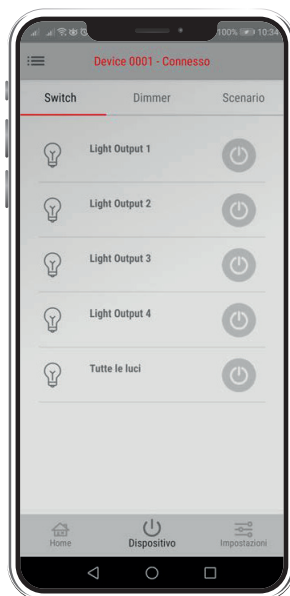 100% 10:34
Device 0001 - Connesso
Switch Dimmer Scenario
Light Output 1
Light Output 2
Light Output 3
Light Output 4
Tutte le luci
Home Dispositivo Impostazioni